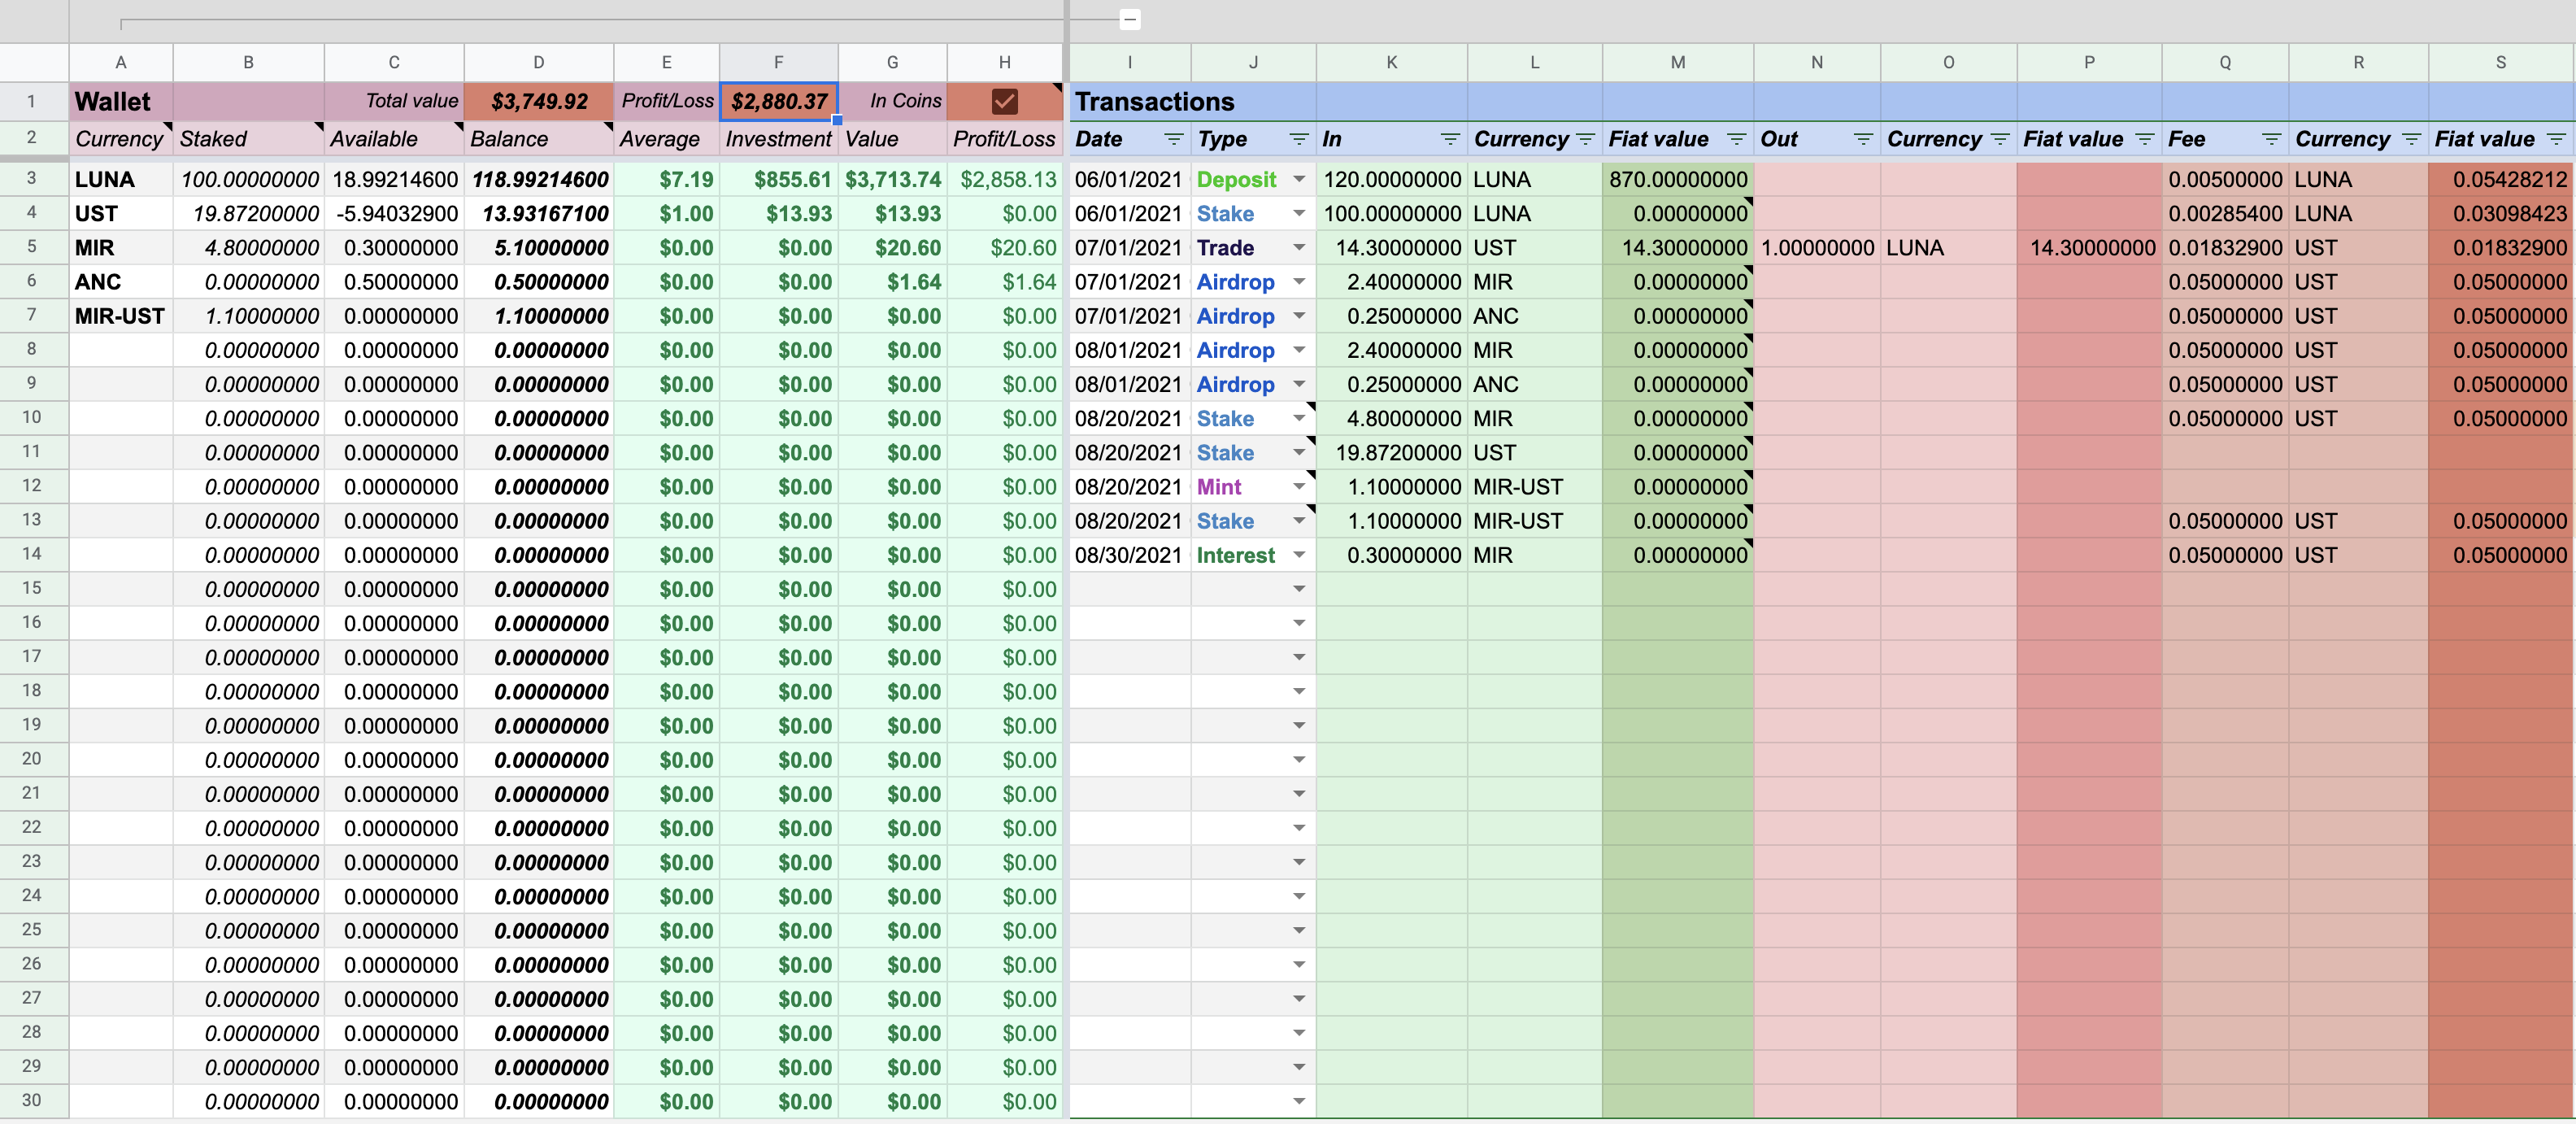 A B C D E F G H I J K L M N O P Q R S
1 Wallet Total value $3,749.92 Profit/Loss $2,880.37 In Coins Transactions
2 Currency Staked Available Balance Average Investment Value Profit/Loss Date Type In Currency Fiat value Out Currency Fiat value Fee Currency Fiat value
3 LUNA 100.00000000 18.99214600 118.99214600 $7.19 $855.61 $3,713.74 $2,858.13 06/01/2021 Deposit 120.00000000 LUNA 870.00000000 0.00500000 LUNA 0.05428212
4 UST 19.87200000 -5.94032900 13.93167100 $1.00 $13.93 $13.93 $0.00 06/01/2021 Stake 100.00000000 LUNA 0.00000000 0.00285400 LUNA 0.03098423
5 MIR 4.80000000 0.30000000 5.10000000 $0.00 $0.00 $20.60 $20.60 07/01/2021 Trade 14.30000000 UST 14.30000000 1.00000000 LUNA 14.30000000 0.01832900 UST 0.01832900
6 ANC 0.00000000 0.50000000 0.50000000 $0.00 $0.00 $1.64 $1.64 07/01/2021 Airdrop 2.40000000 MIR 0.00000000 0.05000000 UST 0.05000000
7 MIR-UST 1.10000000 0.00000000 1.10000000 $0.00 $0.00 $0.00 $0.00 07/01/2021 Airdrop 0.25000000 ANC 0.00000000 0.05000000 UST 0.05000000
8 0.00000000 0.00000000 0.00000000 $0.00 $0.00 $0.00 $0.00 08/01/2021 Airdrop 2.40000000 MIR 0.00000000 0.05000000 UST 0.05000000
9 0.00000000 0.00000000 0.00000000 $0.00 $0.00 $0.00 $0.00 08/01/2021 Airdrop 0.25000000 ANC 0.00000000 0.05000000 UST 0.05000000
10 0.00000000 0.00000000 0.00000000 $0.00 $0.00 $0.00 $0.00 08/20/2021 Stake 4.80000000 MIR 0.00000000 0.05000000 UST 0.05000000
11 0.00000000 0.00000000 0.00000000 $0.00 $0.00 $0.00 $0.00 08/20/2021 Stake 19.87200000 UST 0.00000000
12 0.00000000 0.00000000 0.00000000 $0.00 $0.00 $0.00 $0.00 08/20/2021 Mint 1.10000000 MIR-UST 0.00000000
13 0.00000000 0.00000000 0.00000000 $0.00 $0.00 $0.00 $0.00 08/20/2021 Stake 1.10000000 MIR-UST 0.00000000 0.05000000 UST 0.05000000
14 0.00000000 0.00000000 0.00000000 $0.00 $0.00 $0.00 $0.00 08/30/2021 Interest 0.30000000 MIR 0.00000000 0.05000000 UST 0.05000000
15 0.00000000 0.00000000 0.00000000 $0.00 $0.00 $0.00 $0.00
16 0.00000000 0.00000000 0.00000000 $0.00 $0.00 $0.00 $0.00
17 0.00000000 0.00000000 0.00000000 $0.00 $0.00 $0.00 $0.00
18 0.00000000 0.00000000 0.00000000 $0.00 $0.00 $0.00 $0.00
19 0.00000000 0.00000000 0.00000000 $0.00 $0.00 $0.00 $0.00
20 0.00000000 0.00000000 0.00000000 $0.00 $0.00 $0.00 $0.00
21 0.00000000 0.00000000 0.00000000 $0.00 $0.00 $0.00 $0.00
22 0.00000000 0.00000000 0.00000000 $0.00 $0.00 $0.00 $0.00
23 0.00000000 0.00000000 0.00000000 $0.00 $0.00 $0.00 $0.00
24 0.00000000 0.00000000 0.00000000 $0.00 $0.00 $0.00 $0.00
25 0.00000000 0.00000000 0.00000000 $0.00 $0.00 $0.00 $0.00
26 0.00000000 0.00000000 0.00000000 $0.00 $0.00 $0.00 $0.00
27 0.00000000 0.00000000 0.00000000 $0.00 $0.00 $0.00 $0.00
28 0.00000000 0.00000000 0.00000000 $0.00 $0.00 $0.00 $0.00
29 0.00000000 0.00000000 0.00000000 $0.00 $0.00 $0.00 $0.00
30 0.00000000 0.00000000 0.00000000 $0.00 $0.00 $0.00 $0.00